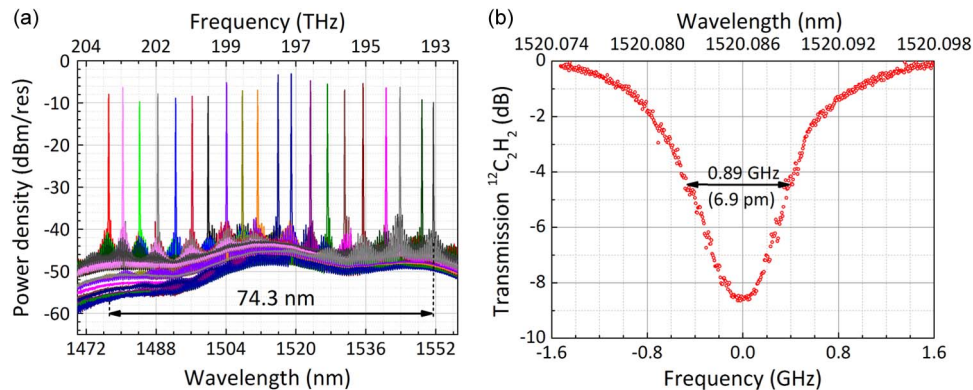 (a)
Frequency (THz)
204 202 201 199 198 197 195 194 193
0
-10
-20
-30
-40
-50
-60
Power density (dBm/res)
74.3 nm
1472 1488 1504 1520 1536 1552
Wavelength (nm)
(b)
Wavelength (nm)
1520.074 1520.080 1520.086 1520.092 1520.098
0
-2
-4
-6
-8
-10
Transmission ¹²C₂H₂ (dB)
0.89 GHz
(6.9 pm)
-1.6 -0.8 0.0 0.8 1.6
Frequency (GHz)